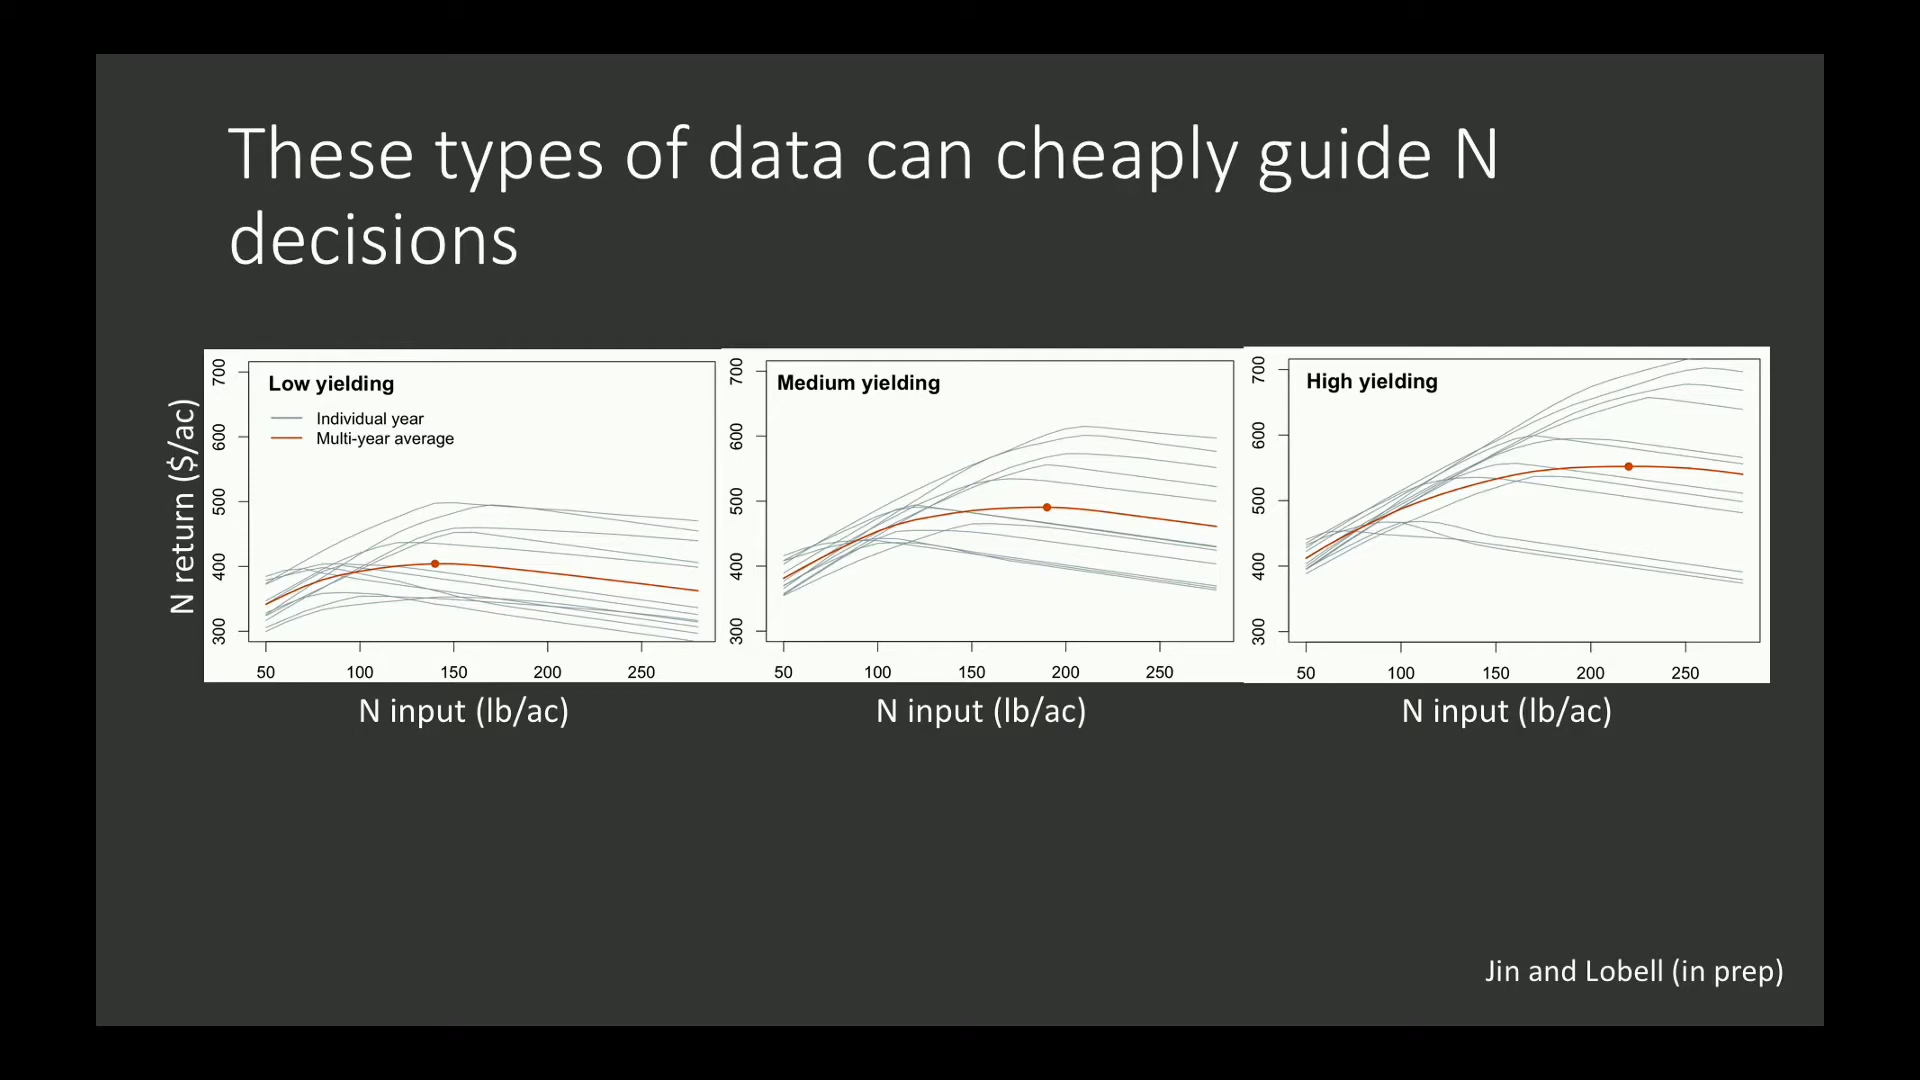 These types of data can cheaply guide N
decisions
N return ($/ac)
700
600
500
400
300
Low yielding
Individual year
Multi-year average
50 100 150 200 250
N input (lb/ac)
700
600
500
400
300
Medium yielding
50 100 150 200 250
N input (lb/ac)
700
600
500
400
300
High yielding
50 100 150 200 250
N input (lb/ac)
Jin and Lobell (in prep)